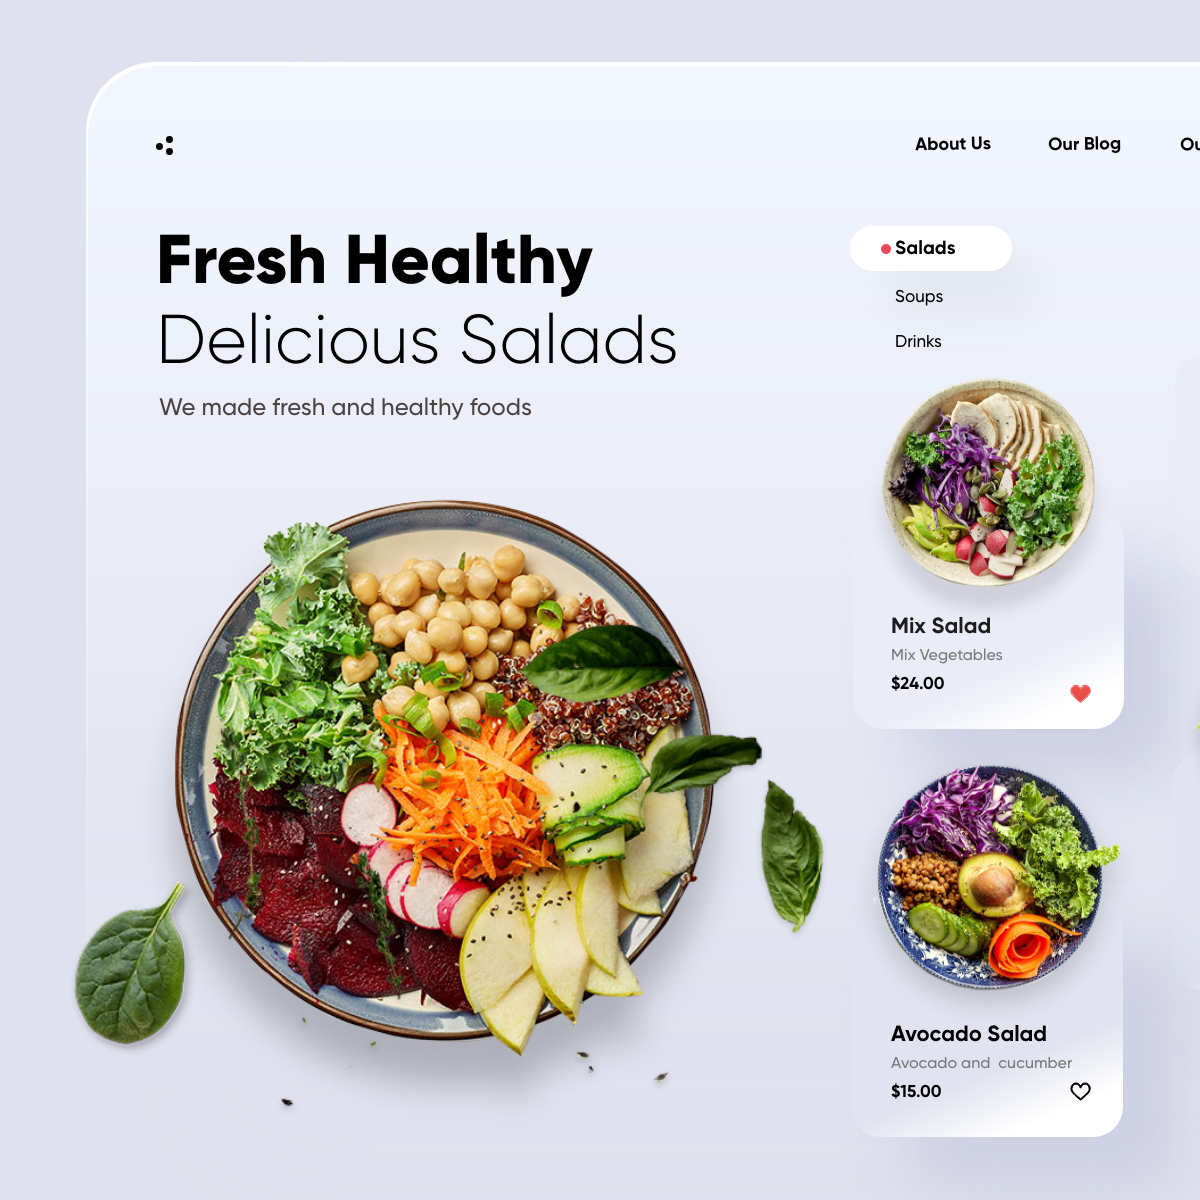 About Us
Our Blog
Fresh Healthy
Delicious Salads
We made fresh and healthy foods
Salads
Soups
Drinks
Mix Salad
Mix Vegetables
$24.00
Avocado Salad
Avocado and cucumber
$15.00